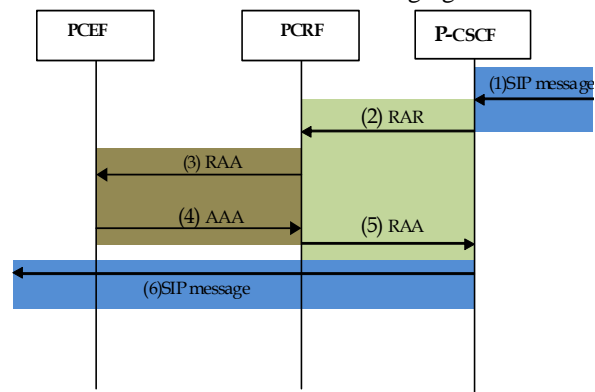 PCEF PCRF P-CSCF
(1)SIP message
(2) RAR
(3) RAA
(4) AAA
(5) RAA
(6)SIP message